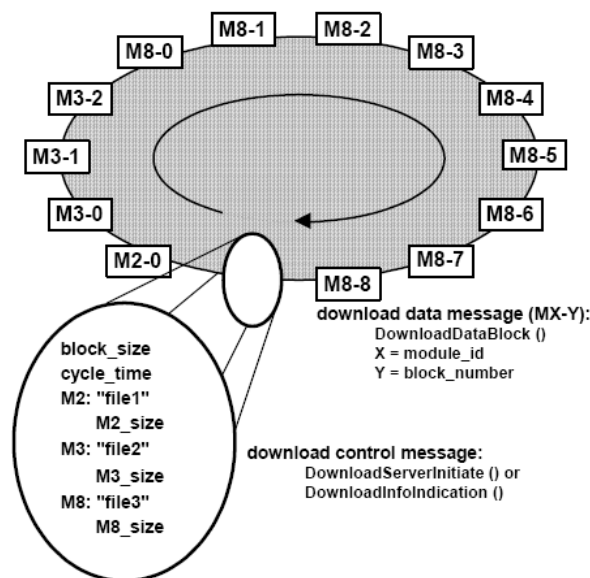 M8-1
M8-2
M8-0
M8-3
M3-2
M8-4
M3-1
M8-5
M3-0
M8-6
M2-0
M8-7
M8-8
download data message (MX-Y):
DownloadDataBlock ()
X = module_id
Y = block_number
block_size
cycle_time
M2: "file1"
M2_size
M3: "file2"
M3_size
M8: "file3"
M8_size
download control message:
DownloadServerInitiate () or
DownloadInfoIndication ()